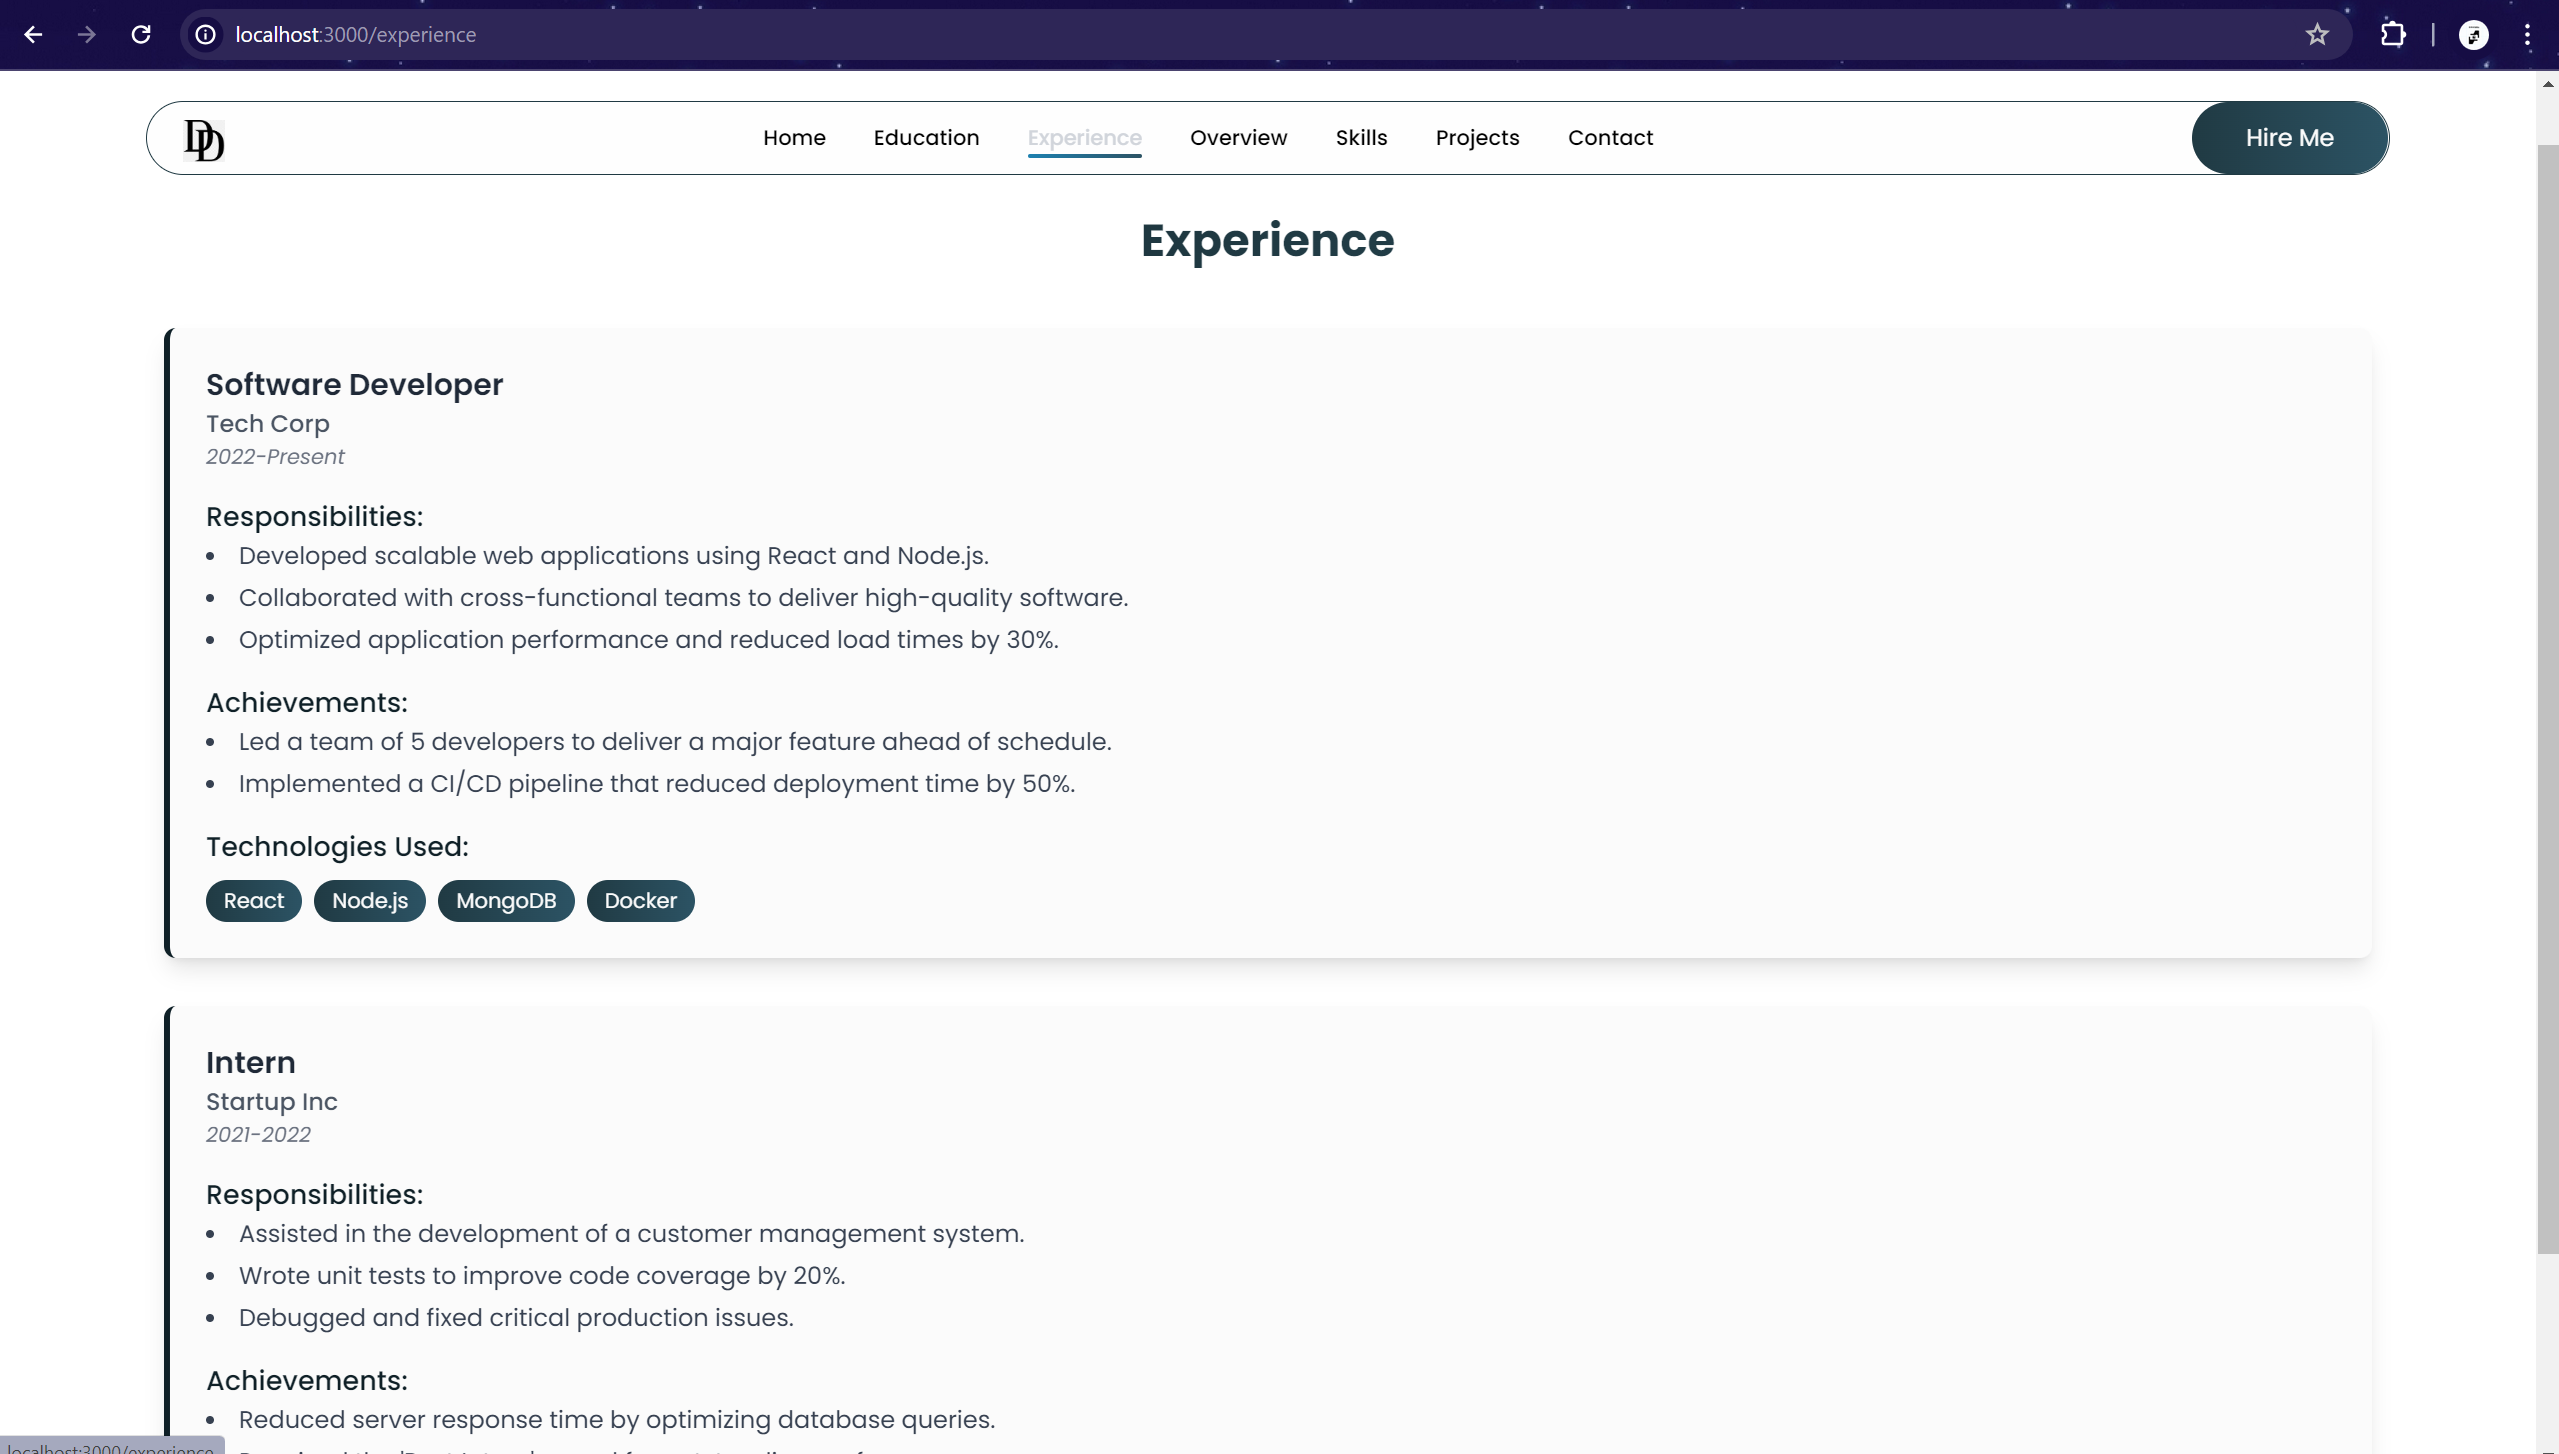 localhost:3000/experience
DD
Home Education Experience Overview Skills Projects Contact Hire Me
Experience
Software Developer
Tech Corp
2022-Present
Responsibilities:
• Developed scalable web applications using React and Node.js.
• Collaborated with cross-functional teams to deliver high-quality software.
• Optimized application performance and reduced load times by 30%.
Achievements:
• Led a team of 5 developers to deliver a major feature ahead of schedule.
• Implemented a CI/CD pipeline that reduced deployment time by 50%.
Technologies Used:
React Node.js MongoDB Docker
Intern
Startup Inc
2021-2022
Responsibilities:
• Assisted in the development of a customer management system.
• Wrote unit tests to improve code coverage by 20%.
• Debugged and fixed critical production issues.
Achievements:
• Reduced server response time by optimizing database queries.
localhost:3000/experience